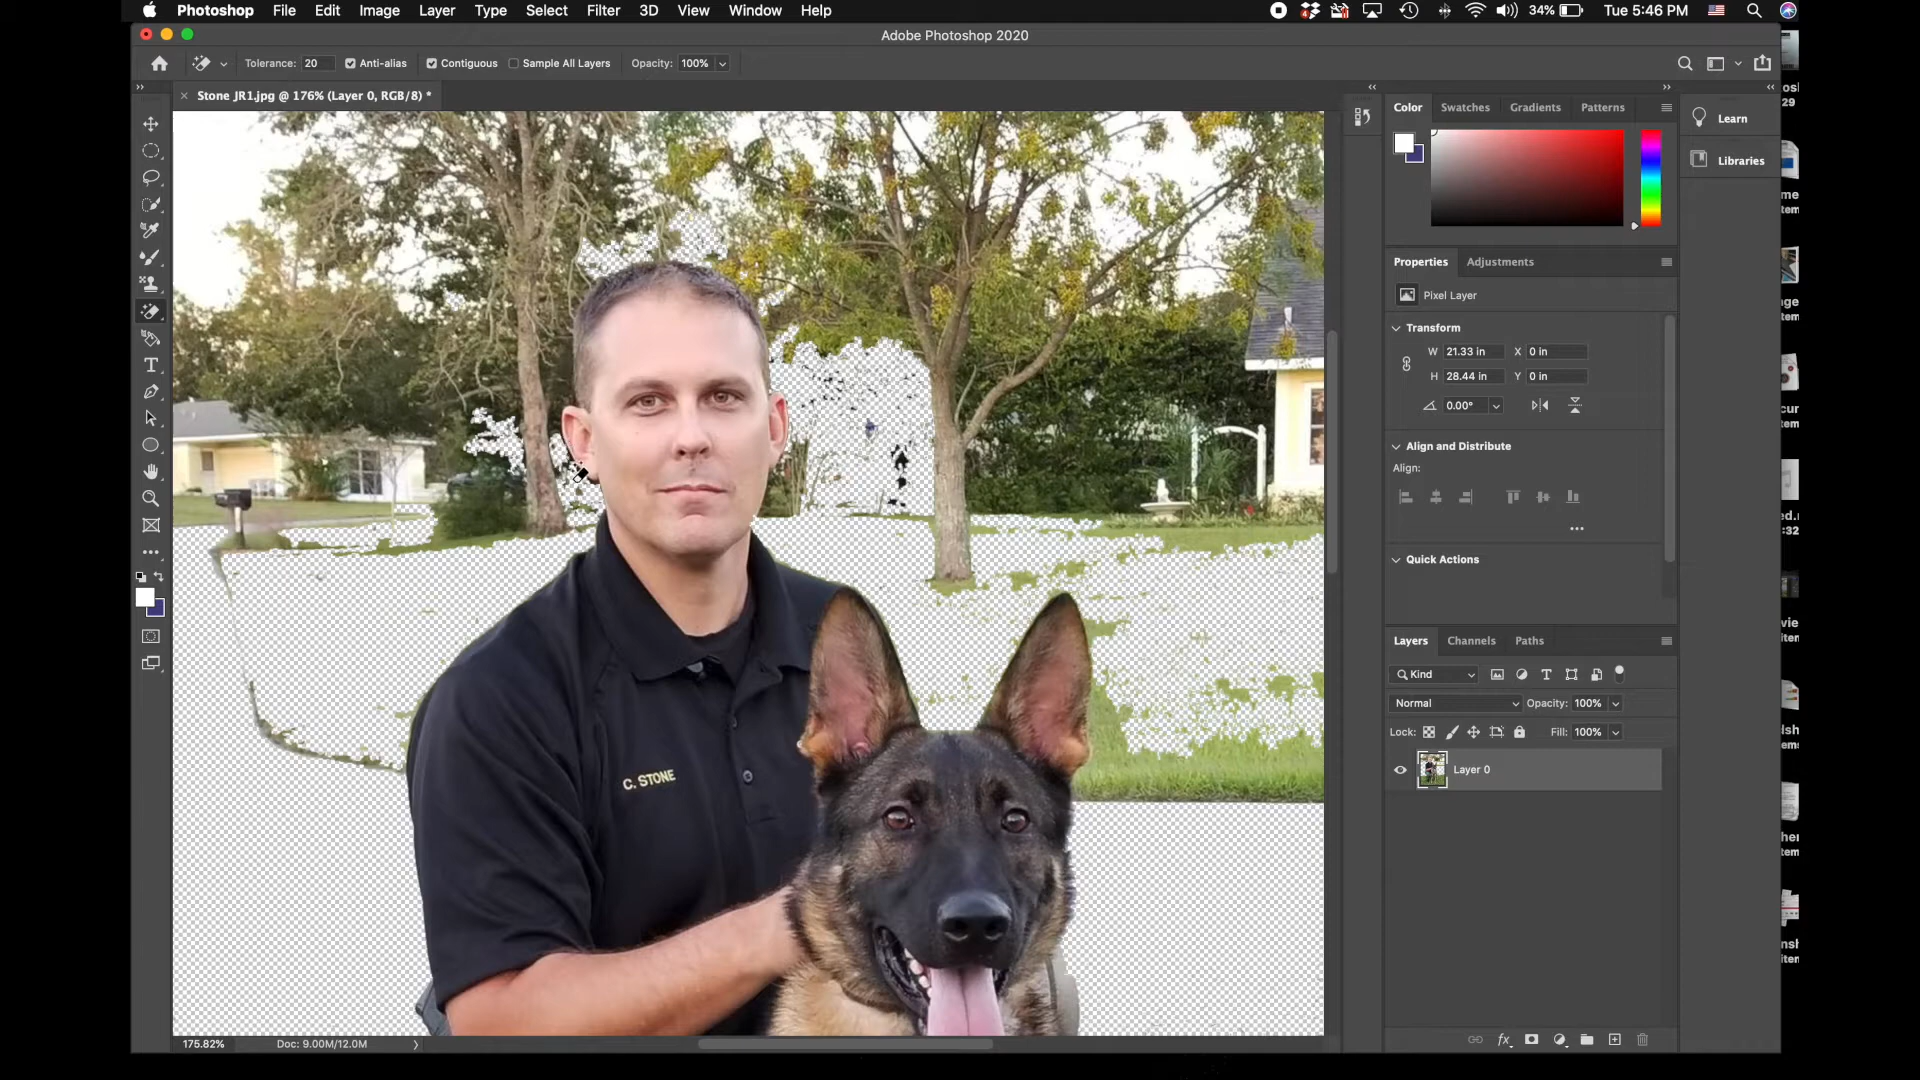 Photoshop File Edit Image Layer Type Select Filter 3D View Window Help 34% Tue 5:46 PM
Adobe Photoshop 2020
Tolerance: 20 Anti-alias Contiguous Sample All Layers Opacity: 100%
Stone JR1.jpg @ 176% (Layer 0, RGB/8) *
Color Swatches Gradients Patterns
Learn
Libraries
Properties Adjustments
Pixel Layer
Transform
W 21.33 in X 0 in
H 28.44 in Y 0 in
0.00°
Align and Distribute
Align:
Quick Actions
Layers Channels Paths
Kind
Normal Opacity: 100%
Lock: Fill: 100%
Layer 0
C. STONE
175.82% Doc: 9.00M/12.0M